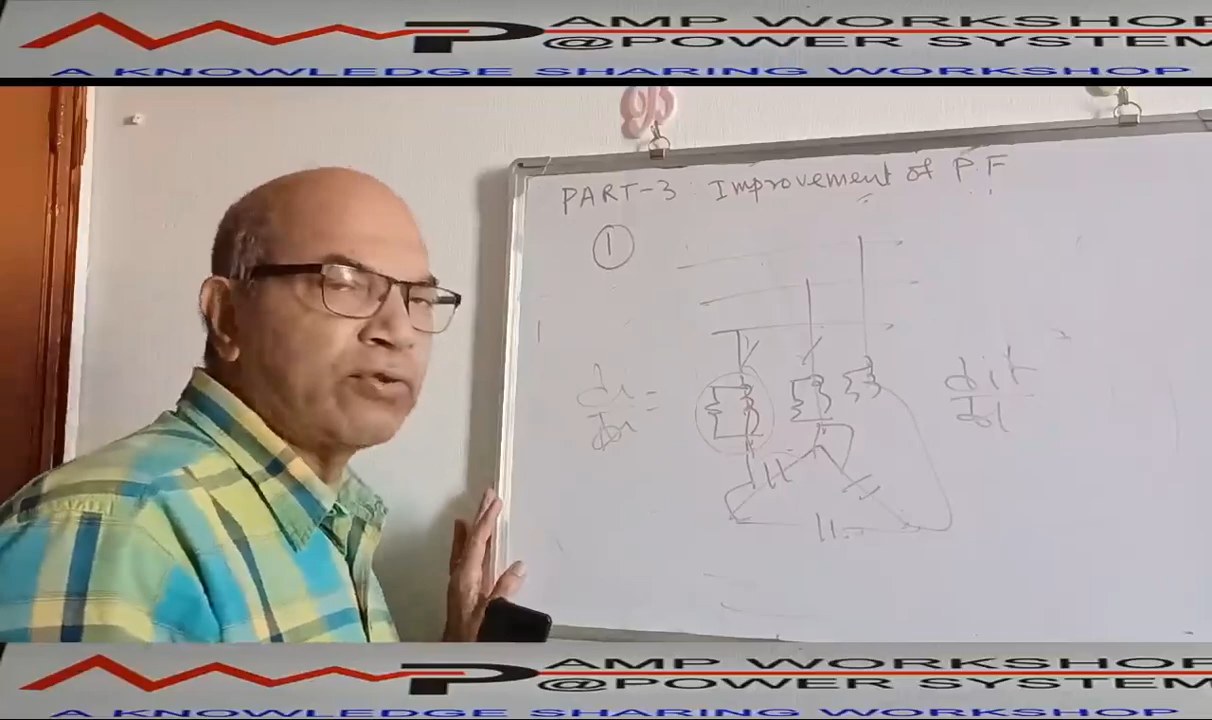 AMP WORKSHOP
@POWER SYSTEM
A KNOWLEDGE SHARING WORKSHOP
PART-3 Improvement of PF
1
AMP WORKSHOP
@POWER SYSTEM
A KNOWLEDGE SHARING WORKSHOP